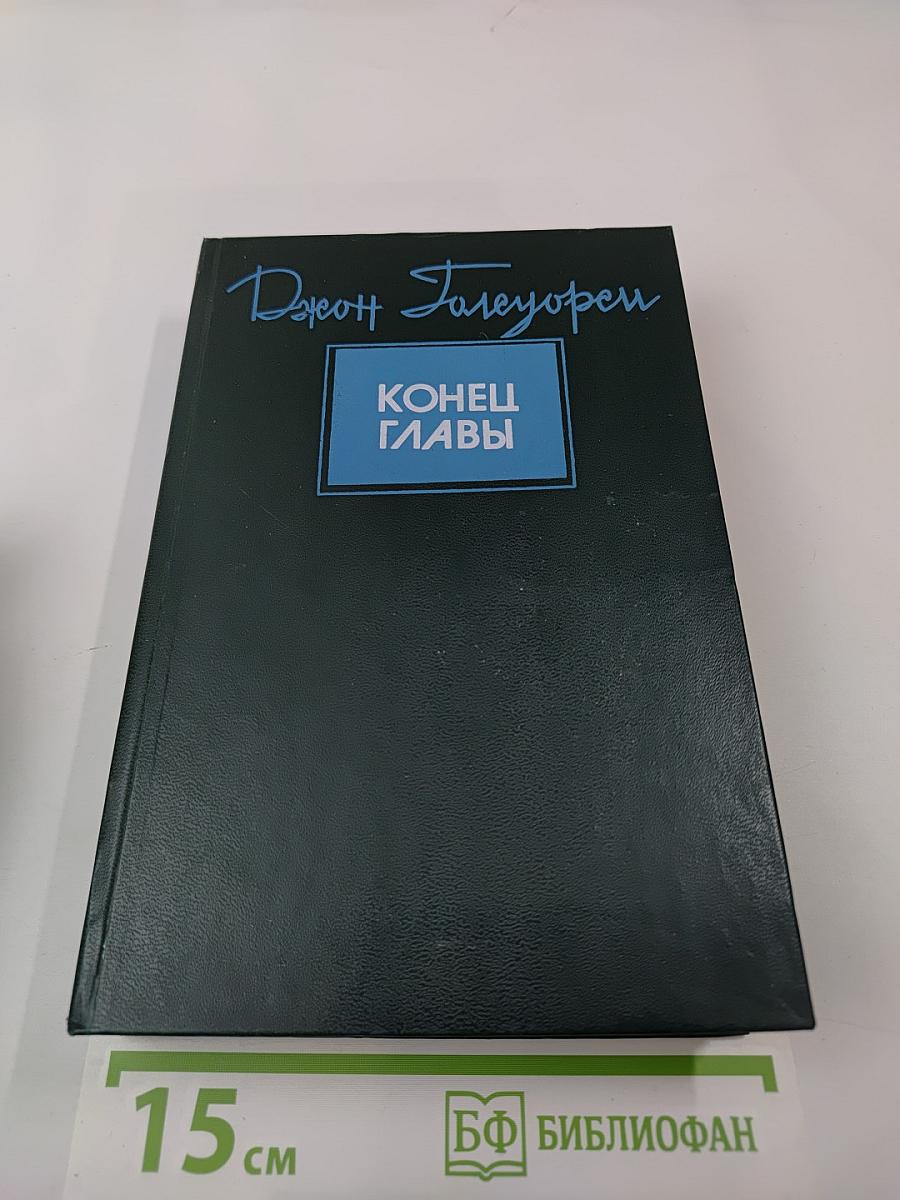 Джон Голсуорси
КОНЕЦ
ГЛАВЫ
15 см
БФ БИБЛИОФАН